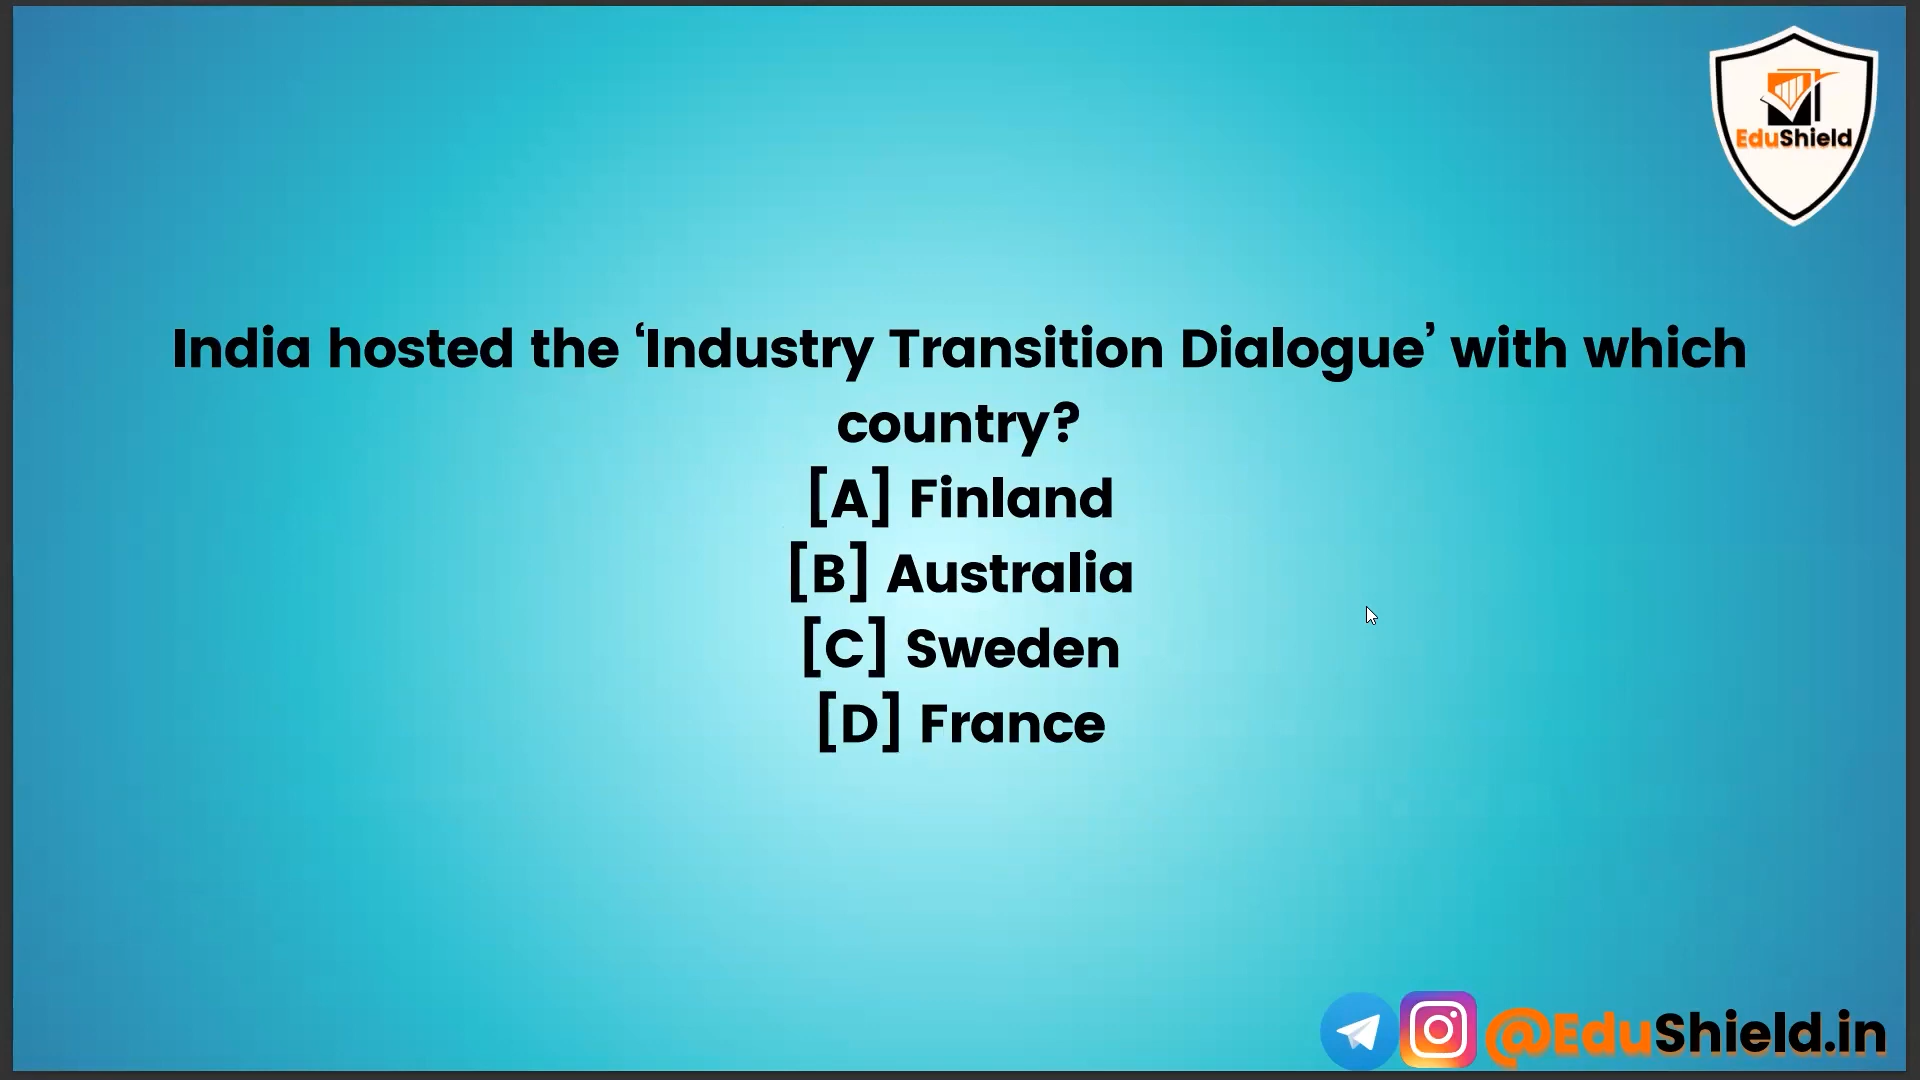 EduShield
India hosted the ‘Industry Transition Dialogue’ with which
country?
[A] Finland
[B] Australia
[C] Sweden
[D] France
@EduShield.in